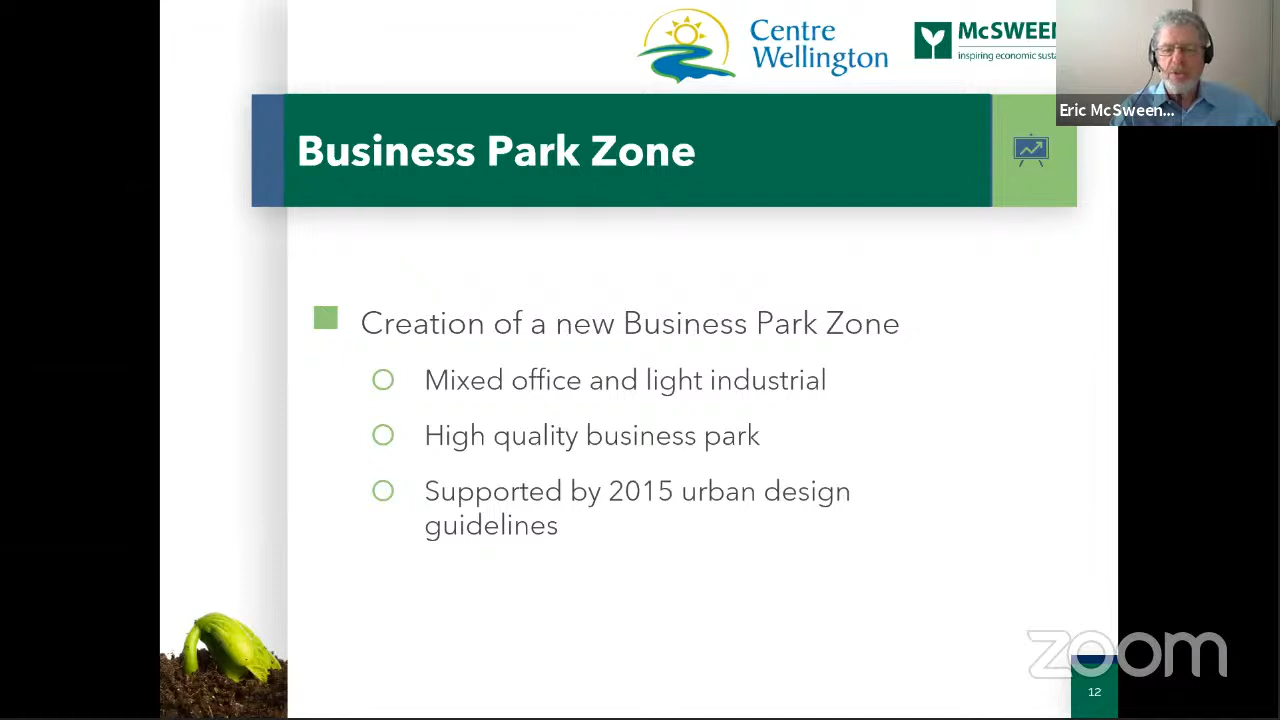 Centre
Wellington
McSWEEN
inspiring economic susta
Eric McSween...
Business Park Zone
Creation of a new Business Park Zone
Mixed office and light industrial
High quality business park
Supported by 2015 urban design
guidelines
zoom
12